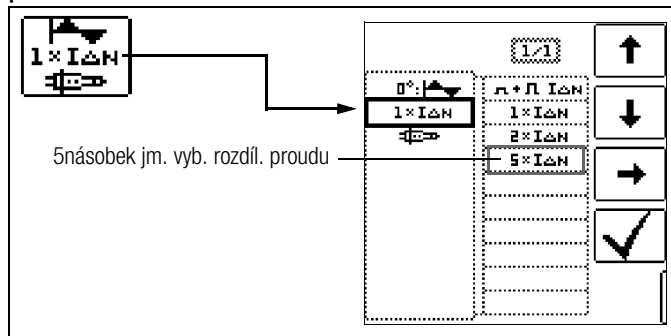 1×IΔN
(1/1)
0°:
⊓+⊓ IΔN
1×IΔN
1×IΔN
2×IΔN
5×IΔN
5násobek jm. vyb. rozdíl. proudu